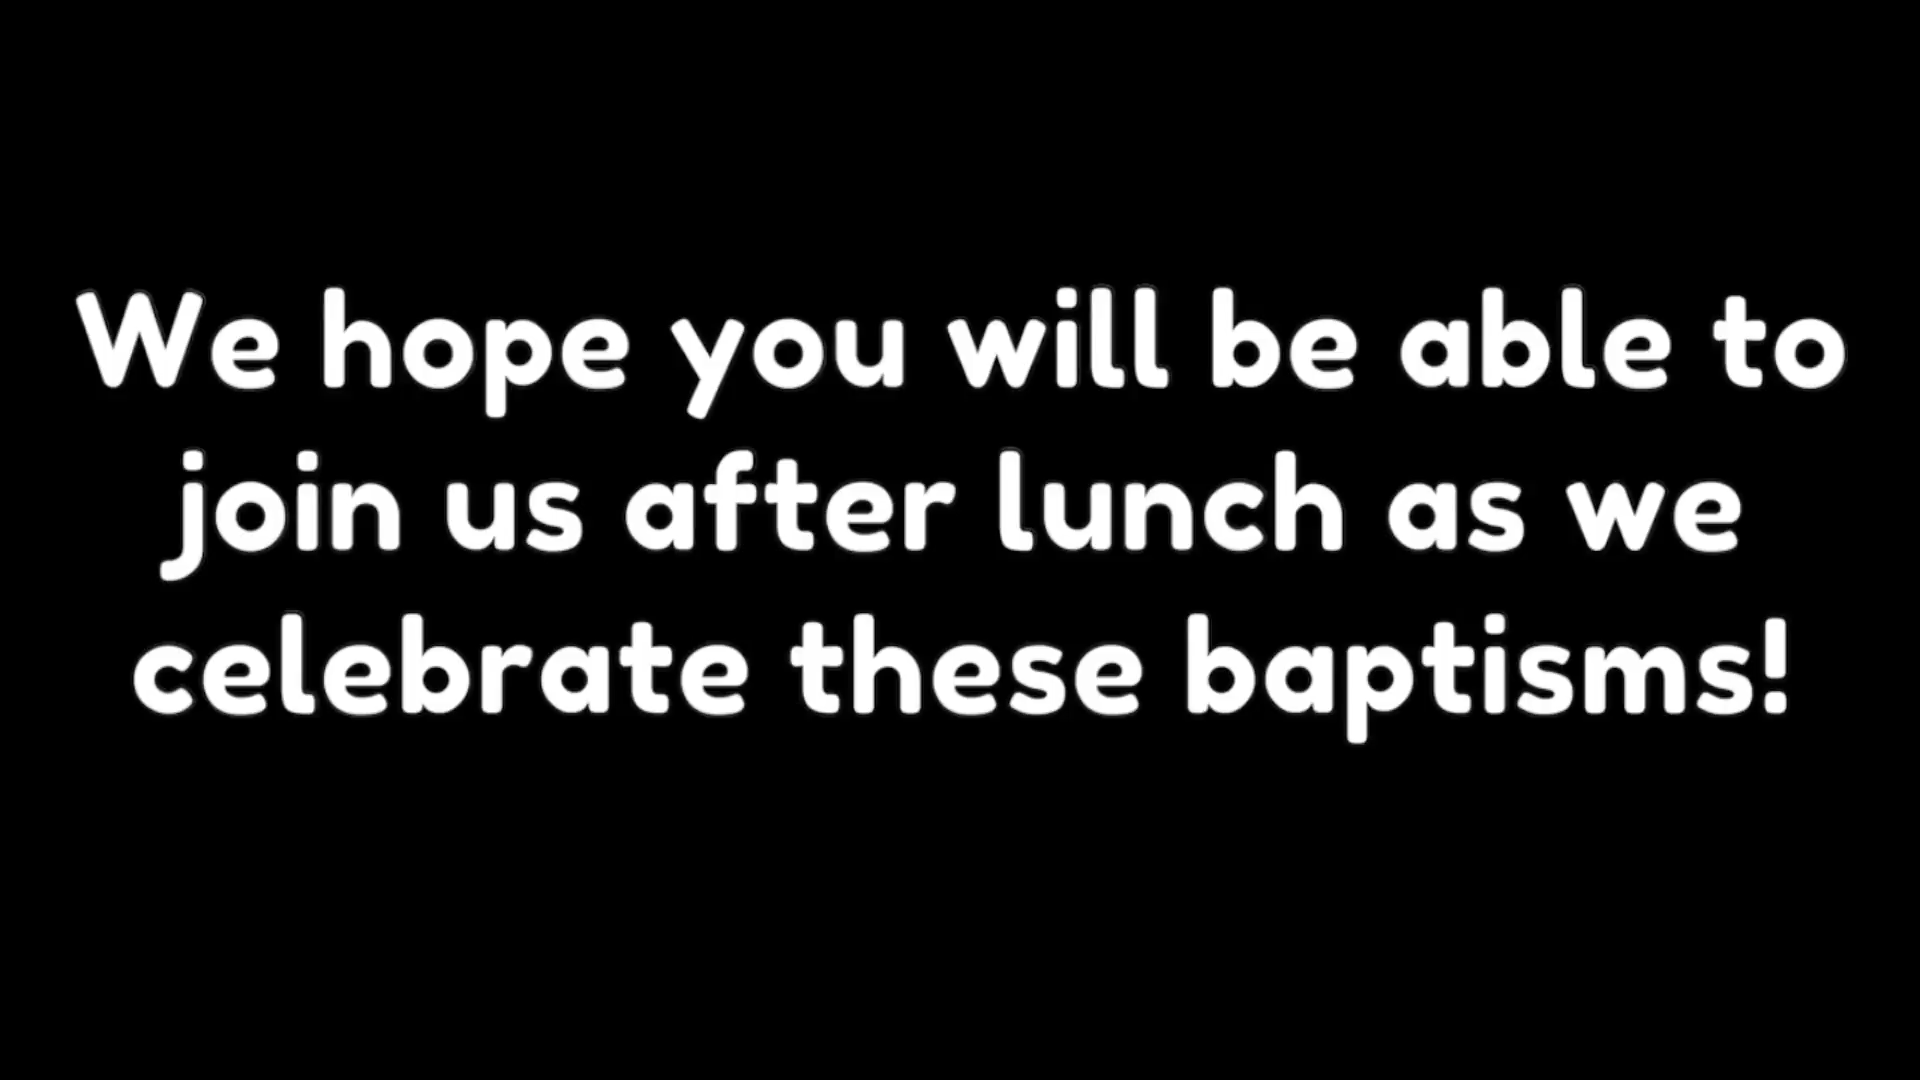 We hope you will be able to
join us after lunch as we
celebrate these baptisms!